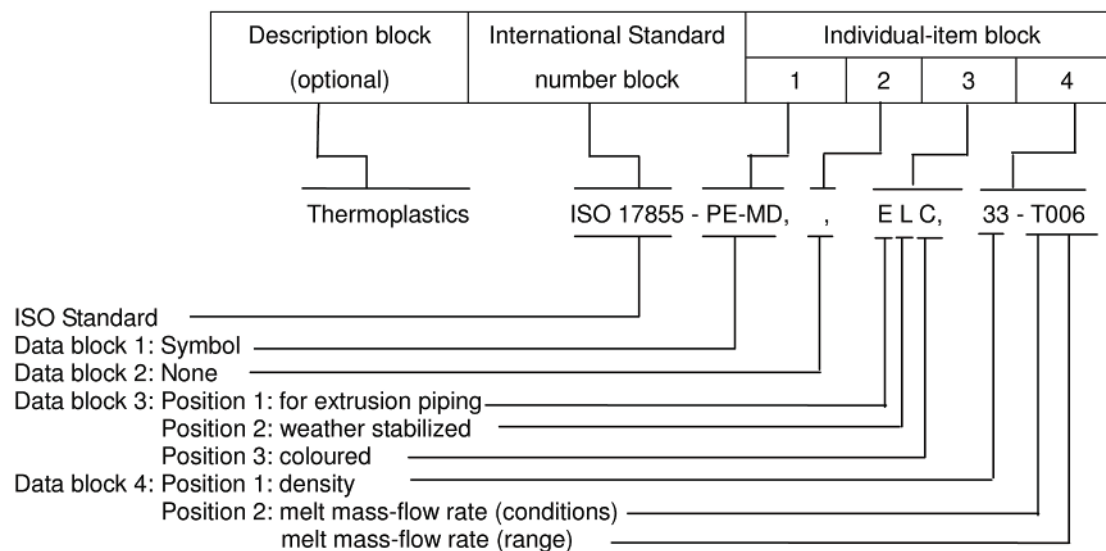 Description block International Standard Individual-item block
(optional) number block 1 2 3 4
Thermoplastics ISO 17855 - PE-MD, , E L C, 33 - T006
ISO Standard
Data block 1: Symbol
Data block 2: None
Data block 3: Position 1: for extrusion piping
Position 2: weather stabilized
Position 3: coloured
Data block 4: Position 1: density
Position 2: melt mass-flow rate (conditions)
melt mass-flow rate (range)